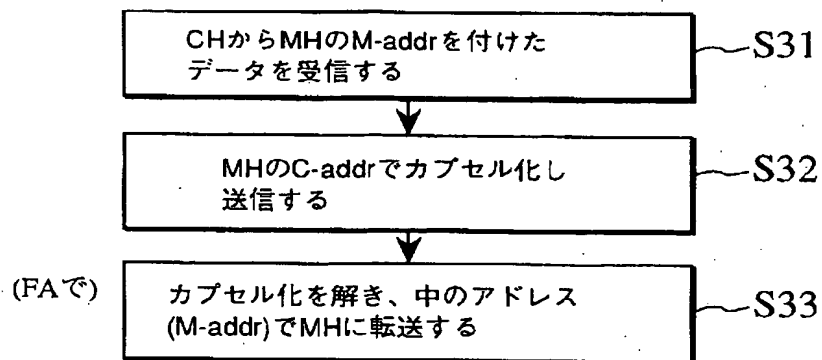 CHからMHのM-addrを付けた
データを受信する
S31
MHのC-addrでカプセル化し
送信する
S32
(FAで)
カプセル化を解き、中のアドレス
(M-addr)でMHに転送する
S33